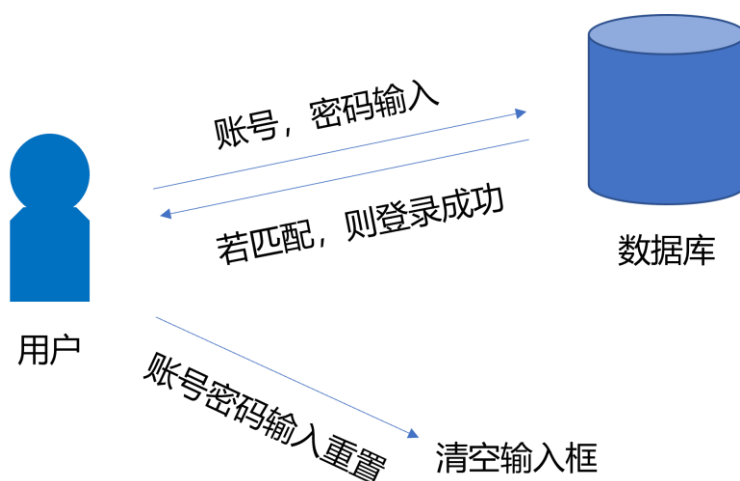 账号，密码输入
若匹配，则登录成功
数据库
用户
账号密码输入重置
清空输入框